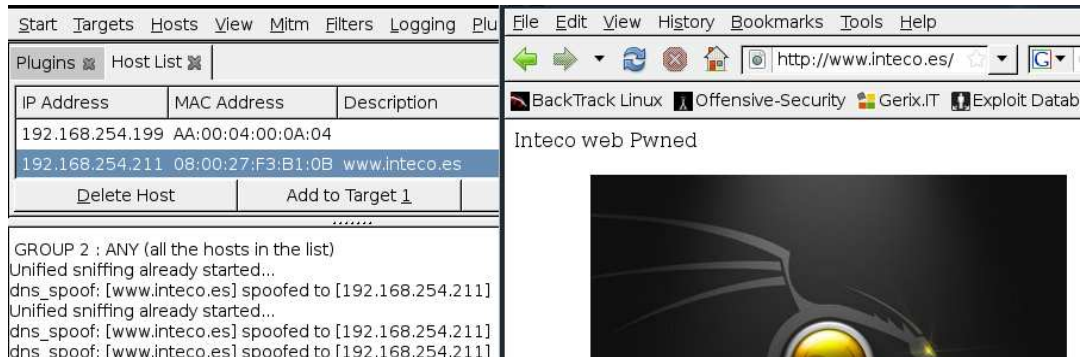 Start Targets Hosts View Mitm Filters Logging Plu
Plugins Host List
IP Address MAC Address Description
192.168.254.199 AA:00:04:00:0A:04
192.168.254.211 08:00:27:F3:B1:0B www.inteco.es
Delete Host Add to Target 1
GROUP 2 : ANY (all the hosts in the list)
Unified sniffing already started...
dns_spoof: [www.inteco.es] spoofed to [192.168.254.211]
Unified sniffing already started...
dns_spoof: [www.inteco.es] spoofed to [192.168.254.211]
dns_spoof: [www.inteco.es] spoofed to [192.168.254.211]
File Edit View History Bookmarks Tools Help
http://www.inteco.es/ G
BackTrack Linux Offensive-Security Gerix.IT Exploit Datab
Inteco web Pwned